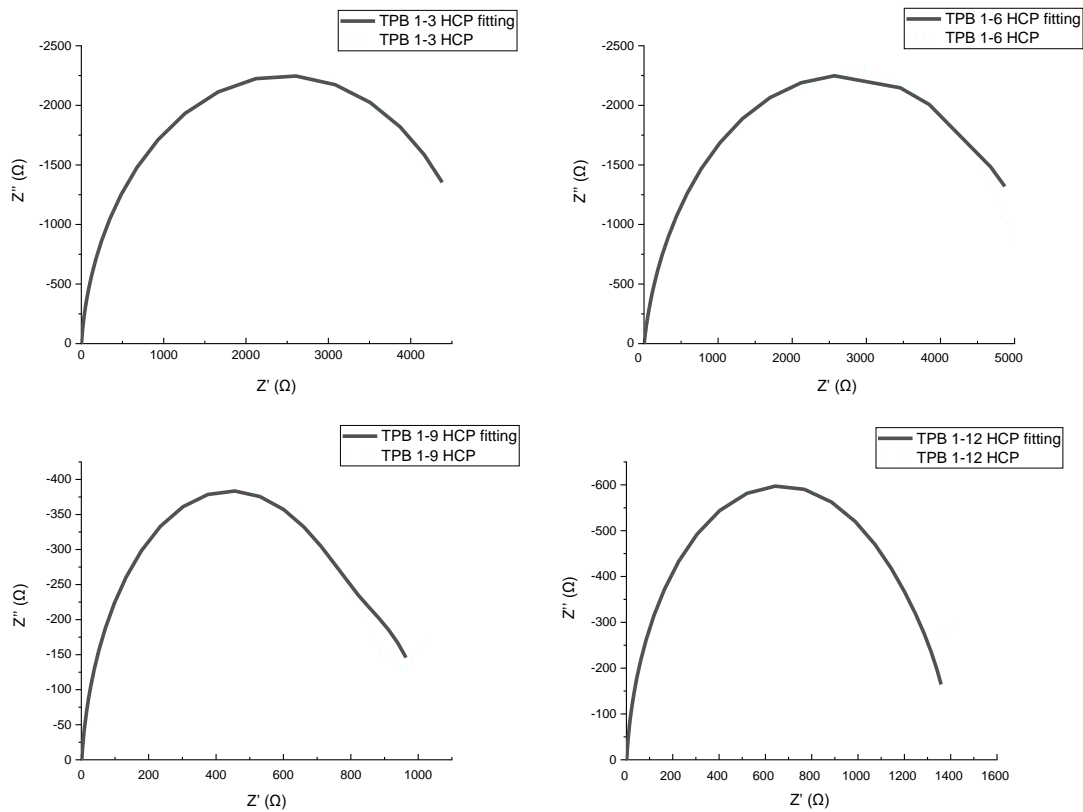 TPB 1-3 HCP fitting
TPB 1-3 HCP
-2500
-2000
-1500
-1000
-500
0
Z'' (Ω)
0 1000 2000 3000 4000
Z' (Ω)
TPB 1-6 HCP fitting
TPB 1-6 HCP
-2500
-2000
-1500
-1000
-500
0
Z'' (Ω)
0 1000 2000 3000 4000 5000
Z' (Ω)
TPB 1-9 HCP fitting
TPB 1-9 HCP
-400
-350
-300
-250
-200
-150
-100
-50
0
Z'' (Ω)
0 200 400 600 800 1000
Z' (Ω)
TPB 1-12 HCP fitting
TPB 1-12 HCP
-600
-500
-400
-300
-200
-100
0
Z'' (Ω)
0 200 400 600 800 1000 1200 1400 1600
Z' (Ω)